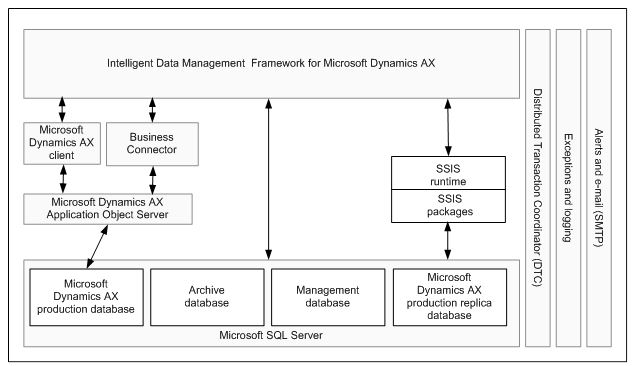 Intelligent Data Management Framework for Microsoft Dynamics AX
Microsoft
Dynamics AX
client
Business
Connector
SSIS
runtime
SSIS
packages
Microsoft Dynamics AX
Application Object Server
Microsoft
Dynamics AX
production database
Archive
database
Management
database
Microsoft
Dynamics AX
production replica
database
Microsoft SQL Server
Distributed Transaction Coordinator (DTC)
Exceptions and logging
Alerts and e-mail (SMTP)